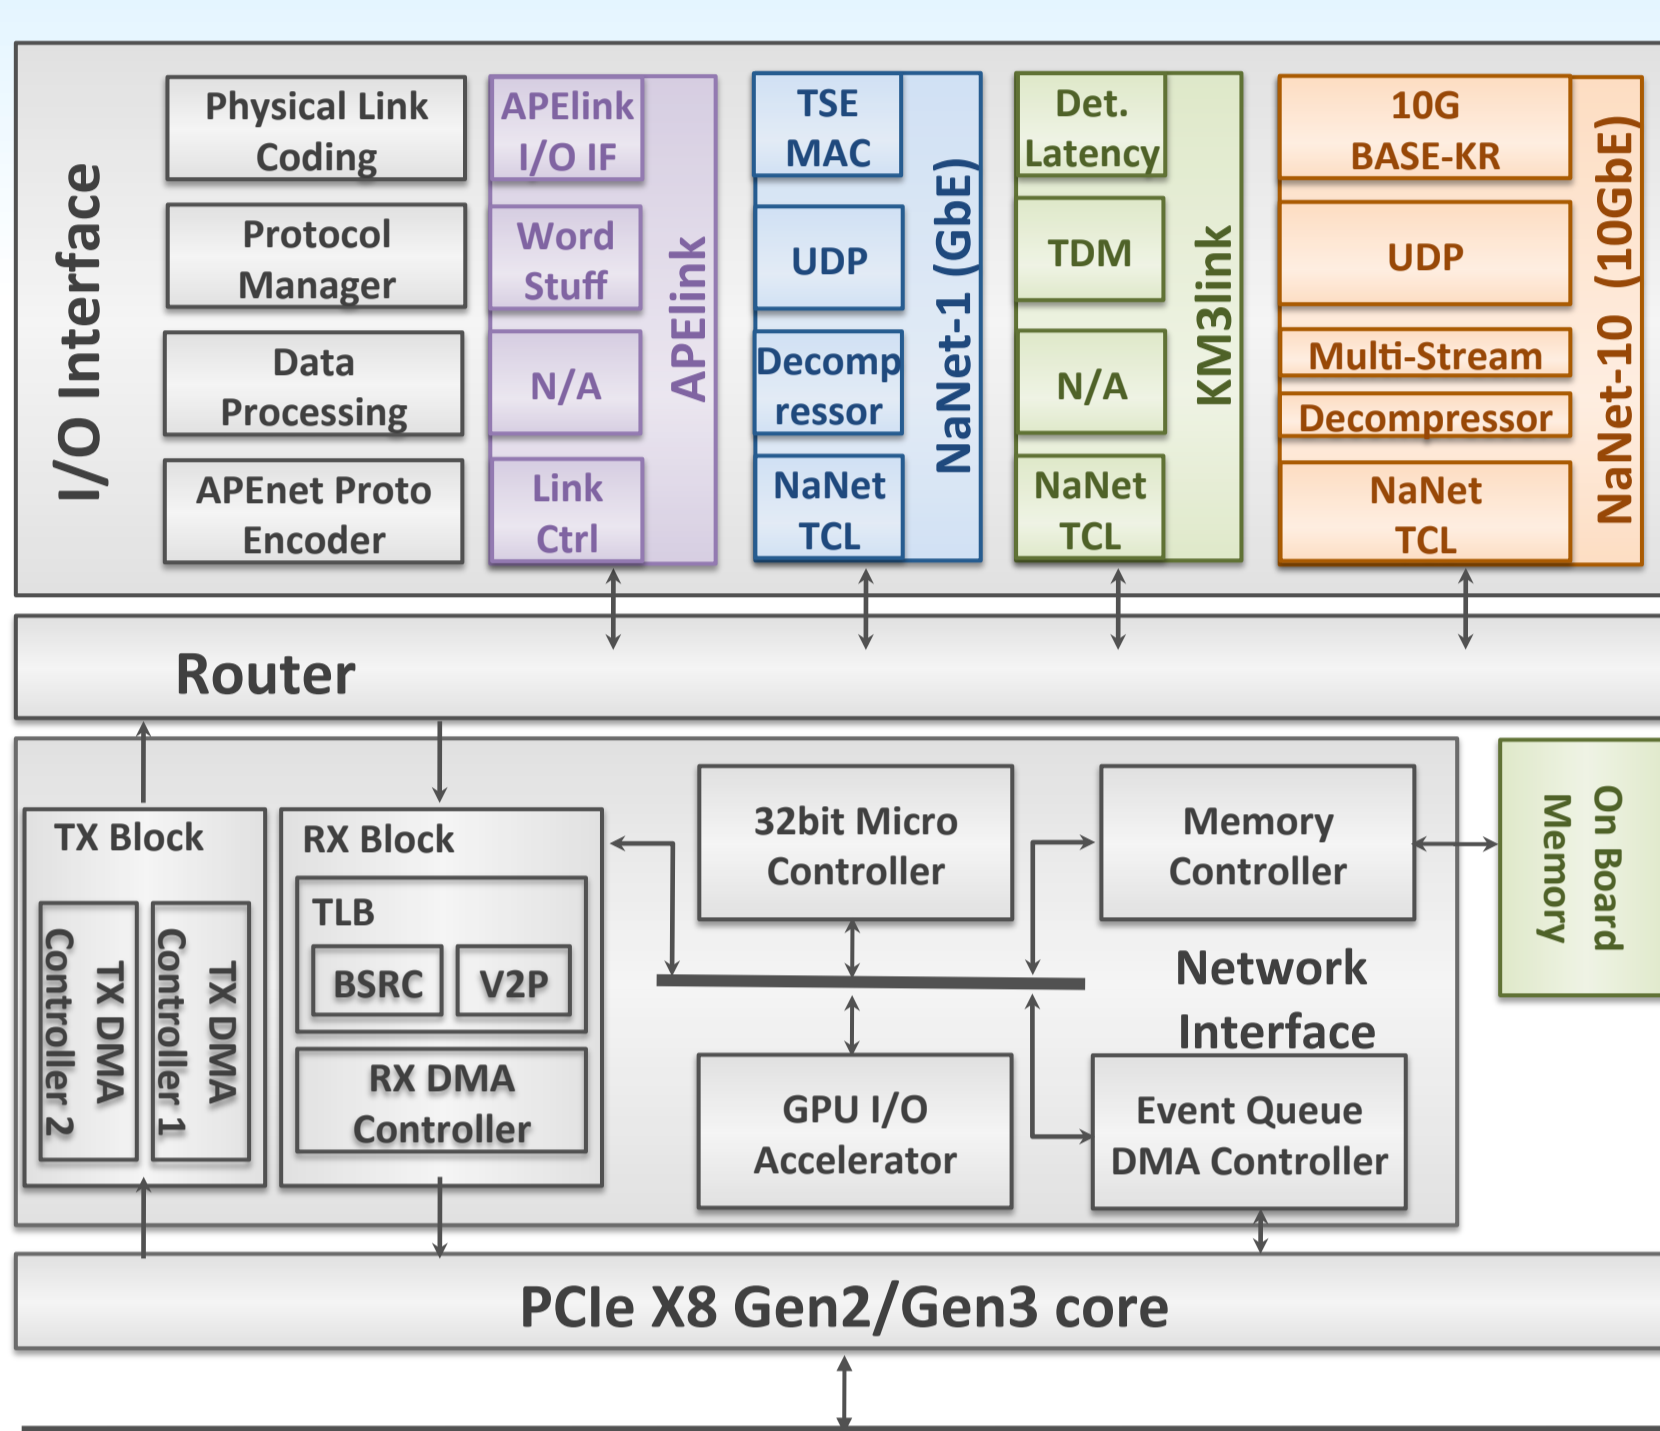 I/O Interface
Physical Link
Coding
Protocol
Manager
Data
Processing
APEnet Proto
Encoder
APElink
I/O IF
Word
Stuff
N/A
Link
Ctrl
APElink
TSE
MAC
UDP
Decomp
ressor
NaNet
TCL
NaNet-1 (GbE)
Det.
Latency
TDM
N/A
NaNet
TCL
KM3link
10G
BASE-KR
UDP
Multi-Stream
Decompressor
NaNet
TCL
NaNet-10 (10GbE)
Router
TX Block
TX DMA
Controller 2
TX DMA
Controller 1
RX Block
TLB
BSRC
V2P
RX DMA
Controller
32bit Micro
Controller
Memory
Controller
Network
Interface
GPU I/O
Accelerator
Event Queue
DMA Controller
On Board
Memory
PCIe X8 Gen2/Gen3 core